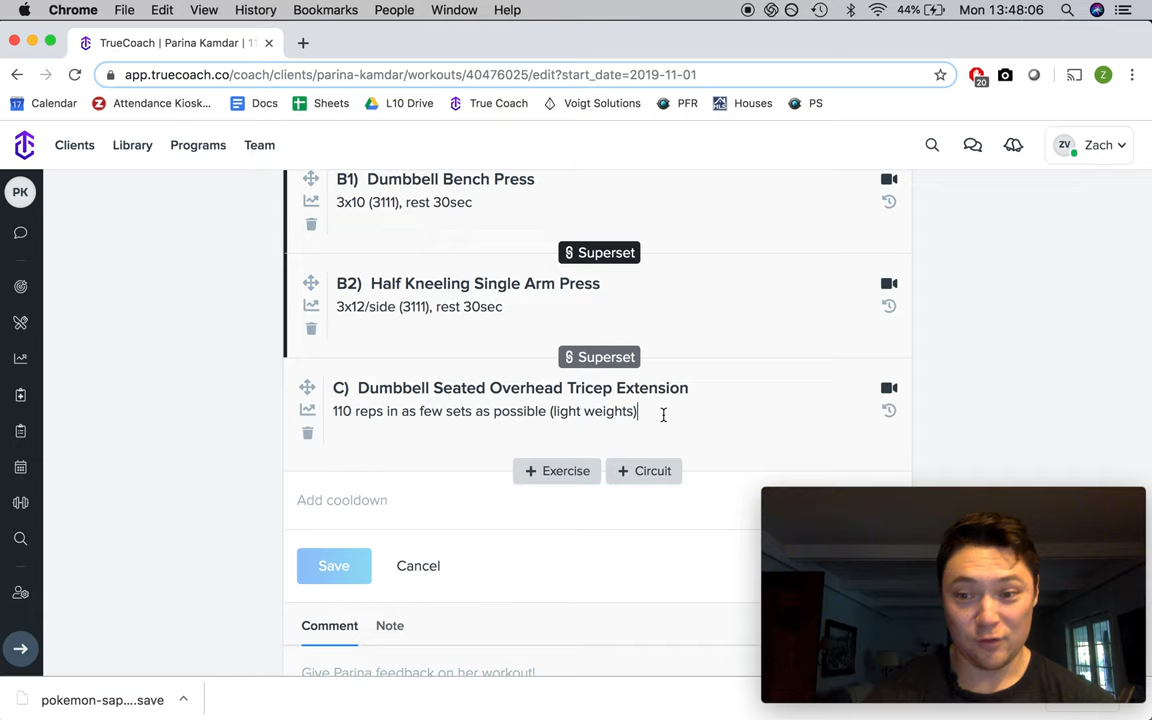 Chrome File Edit View History Bookmarks People Window Help 44% Mon 13:48:06
TrueCoach | Parina Kamdar | 11
app.truecoach.co/coach/clients/parina-kamdar/workouts/40476025/edit?start_date=2019-11-01
20
Z
17 Calendar Attendance Kiosk... Docs Sheets L10 Drive True Coach Voigt Solutions PFR MLS Houses PS
Clients Library Programs Team ZV Zach
PK
B1) Dumbbell Bench Press
3x10 (3111), rest 30sec
Superset
B2) Half Kneeling Single Arm Press
3x12/side (3111), rest 30sec
Superset
C) Dumbbell Seated Overhead Tricep Extension
110 reps in as few sets as possible (light weights)
+ Exercise + Circuit
Add cooldown
Save Cancel
Comment Note
Give Parina feedback on her workout!
pokemon-sap....save